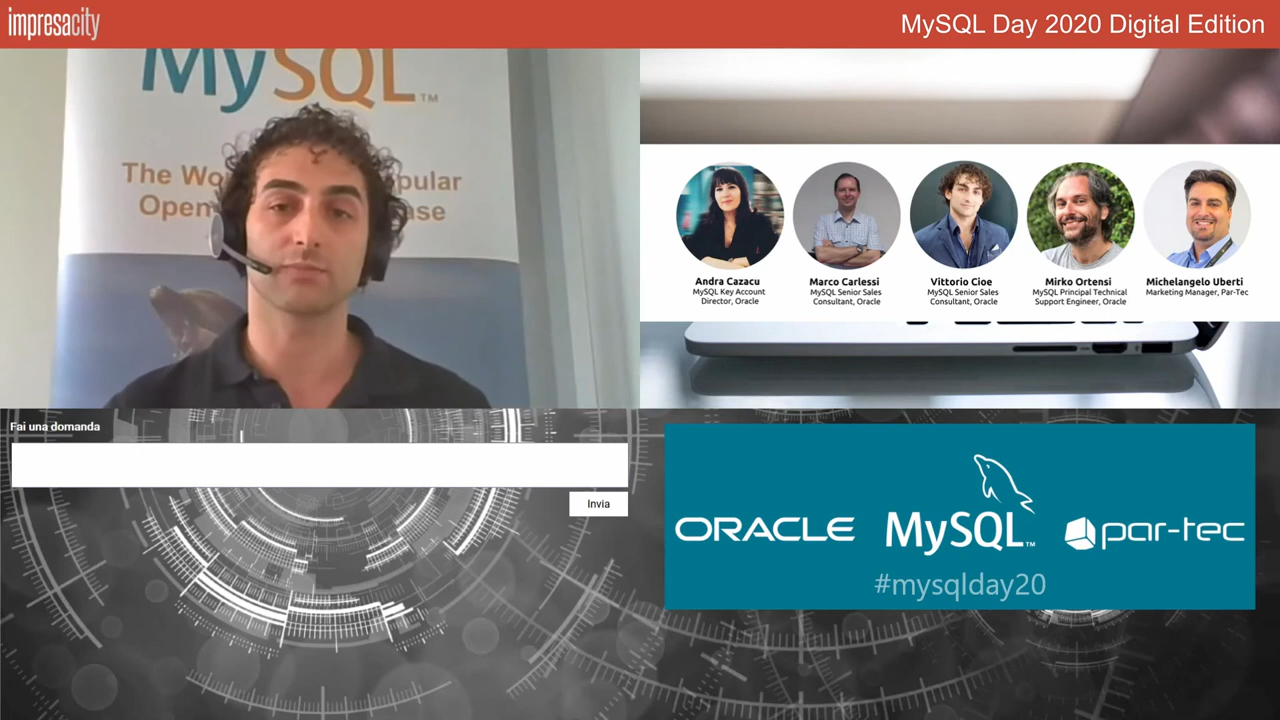 impresacity
MySQL Day 2020 Digital Edition
MySQL™
The Wo pular
Open ase
Andra Cazacu
MySQL Key Account
Director, Oracle
Marco Carlessi
MySQL Senior Sales
Consultant, Oracle
Vittorio Cioe
MySQL Senior Sales
Consultant, Oracle
Mirko Ortensi
MySQL Principal Technical
Support Engineer, Oracle
Michelangelo Uberti
Marketing Manager, Par-Tec
Fai una domanda
Invia
ORACLE
MySQL™
par-tec
#mysqlday20